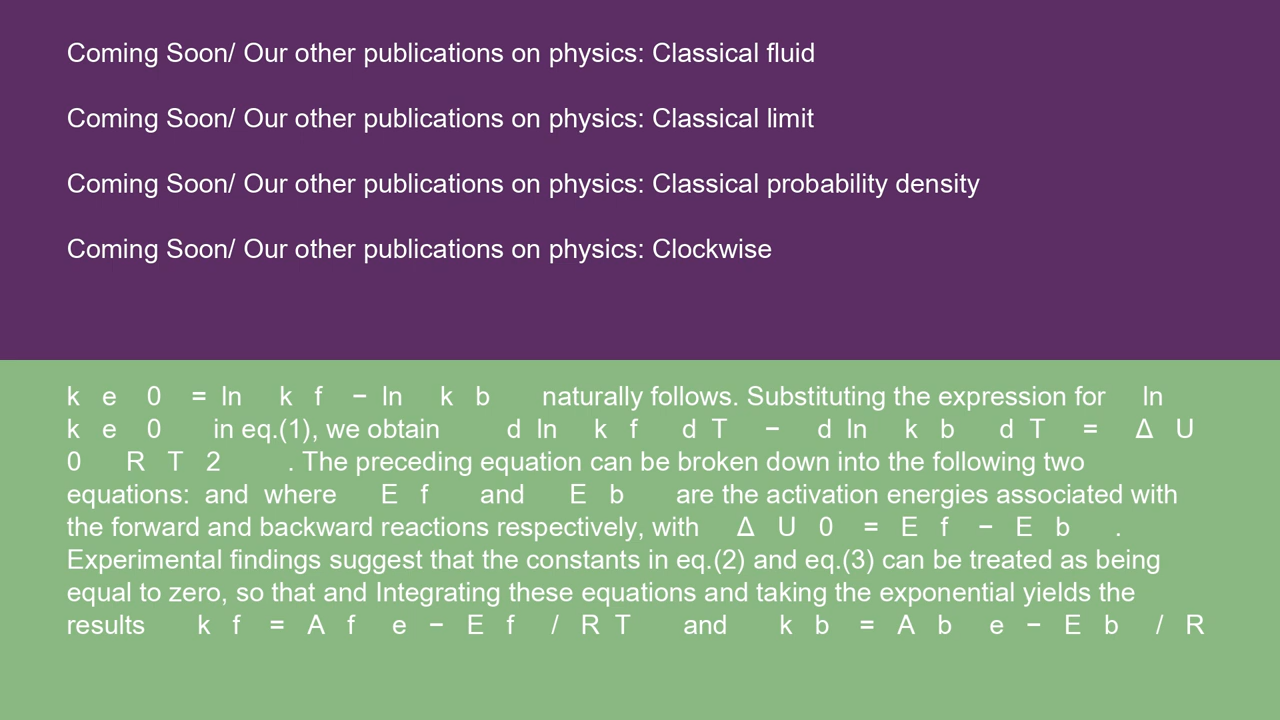 Coming Soon/ Our other publications on physics: Classical fluid
Coming Soon/ Our other publications on physics: Classical limit
Coming Soon/ Our other publications on physics: Classical probability density
Coming Soon/ Our other publications on physics: Clockwise
k e 0 = ln k f − ln k b naturally follows. Substituting the expression for ln
k e 0 in eq.(1), we obtain d ln k f d T − d ln k b d T = Δ U
0 R T 2 . The preceding equation can be broken down into the following two
equations: and where E f and E b are the activation energies associated with
the forward and backward reactions respectively, with Δ U 0 = E f − E b .
Experimental findings suggest that the constants in eq.(2) and eq.(3) can be treated as being
equal to zero, so that and Integrating these equations and taking the exponential yields the
results k f = A f e − E f / R T and k b = A b e − E b / R